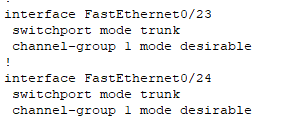 !
interface FastEthernet0/23
 switchport mode trunk
 channel-group 1 mode desirable
!
interface FastEthernet0/24
 switchport mode trunk
 channel-group 1 mode desirable